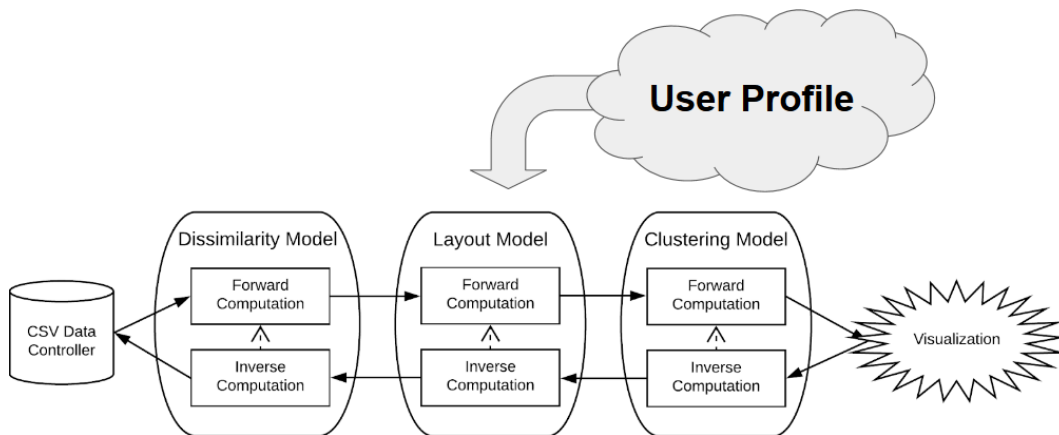 User Profile
Dissimilarity Model
Layout Model
Clustering Model
Forward
Computation
Forward
Computation
Forward
Computation
CSV Data
Controller
Visualization
Inverse
Computation
Inverse
Computation
Inverse
Computation